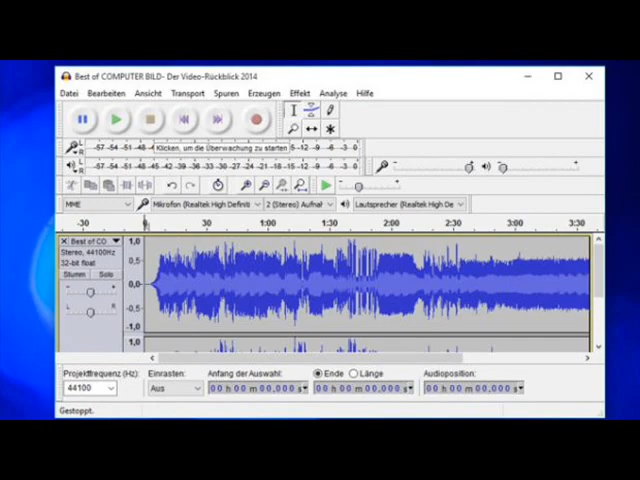 Best of COMPUTER BILD- Der Video-Rückblick 2014
Datei Bearbeiten Ansicht Transport Spuren Erzeugen Effekt Analyse Hilfe
L -57 -54 -51 -48 -4 Klicken, um die Überwachung zu starten 5 -12 -9 -6 -3 0
R
L -57 -54 -51 -48 -45 -42 -39 -36 -33 -30 -27 -24 -21 -18 -15 -12 -9 -6 -3 0
R
MME Mikrofon (Realtek High Definiti 2 (Stereo) Aufnah Lautsprecher (Realtek High De
-30 0 30 1:00 1:30 2:00 2:30 3:00 3:30
Best of CO 1,0
Stereo, 44100Hz
32-bit float 0,5
Stumm Solo
- + 0,0
L R
-0,5
-1,0
1,0
Projektfrequenz (Hz): Einrasten: Anfang der Auswahl: Ende Länge Audioposition:
44100 Aus 00 h 00 m 00,000 s 00 h 00 m 00,000 s 00 h 00 m 00,000 s
Gestoppt.